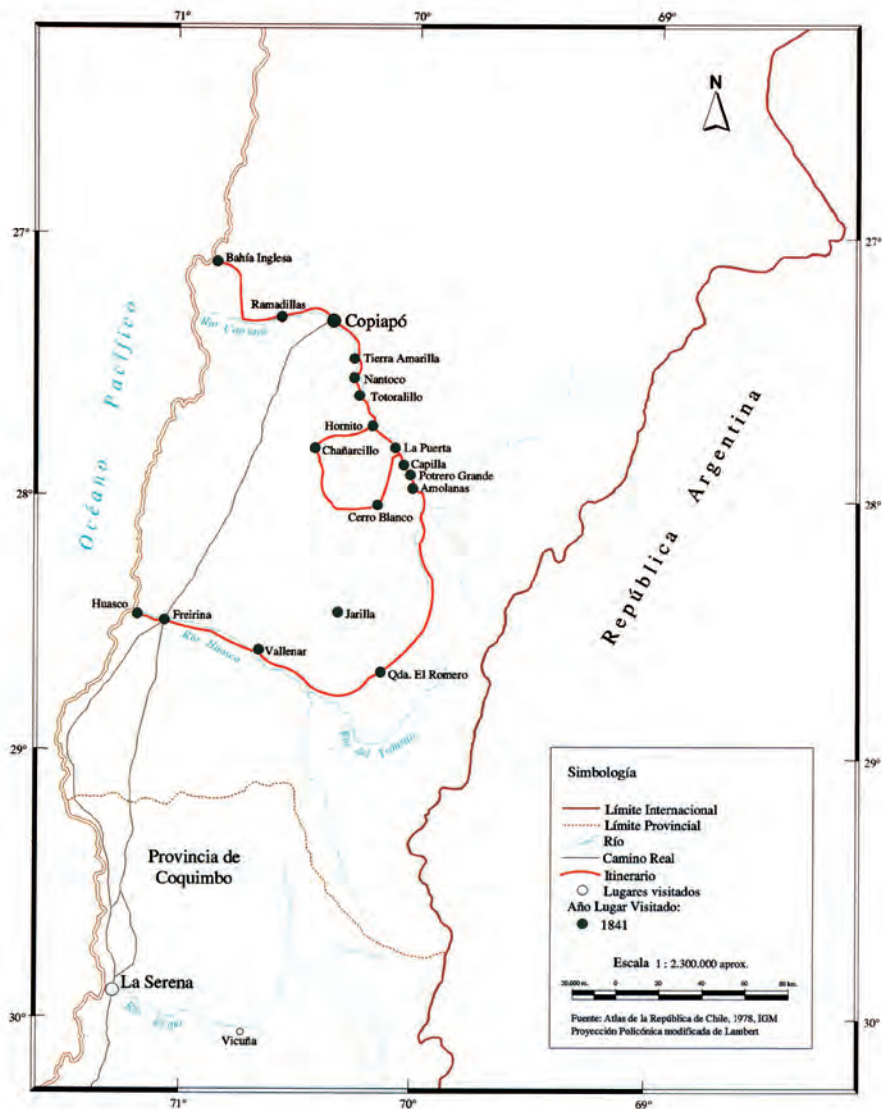 71°
70°
69°
N
27°
27°
Bahía Inglesa
Ramadillas
Río Copiapó
Copiapó
Océano Pacífico
Tierra Amarilla
Nantoco
Totoralillo
Hornito
Chañarcillo
La Puerta
Capilla
Potrero Grande
Amolanas
Cerro Blanco
28°
28°
República Argentina
Huasco
Freirina
Jarilla
Río Huasco
Vallenar
Qda. El Romero
Río del Tránsito
29°
29°
Provincia de
Coquimbo
La Serena
Río
Vicuña
30°
30°
Simbología
Límite Internacional
Límite Provincial
Río
Camino Real
Itinerario
Lugares visitados
Año Lugar Visitado:
1841
Escala 1 : 2.300.000 aprox.
20.000 m. 0 20 40 60 80 km.
Fuente: Atlas de la República de Chile, 1978, IGM
Proyección Policónica modificada de Lambert
71°
70°
69°